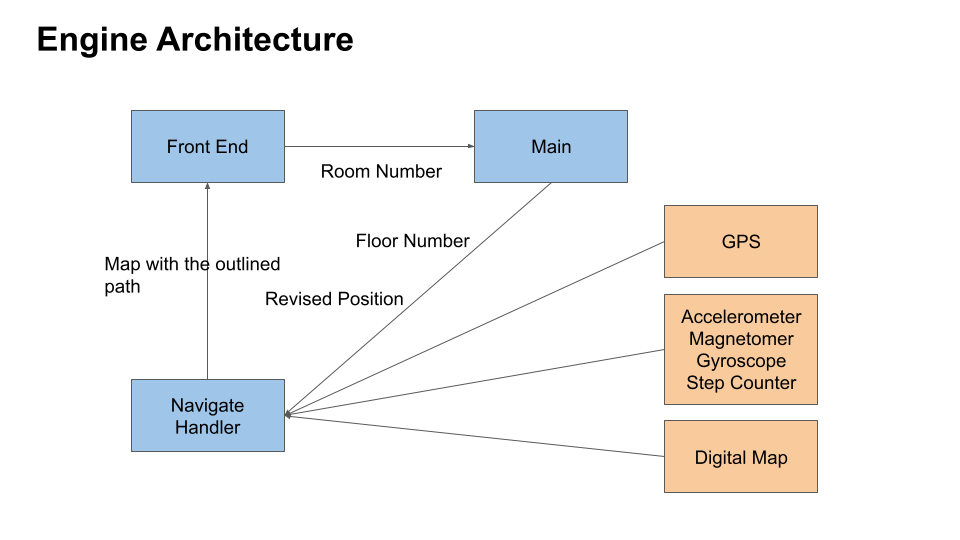 Engine Architecture
Front End
Main
Room Number
GPS
Floor Number
Map with the outlined
path
Revised Position
Accelerometer
Magnetomer
Gyroscope
Step Counter
Navigate
Handler
Digital Map